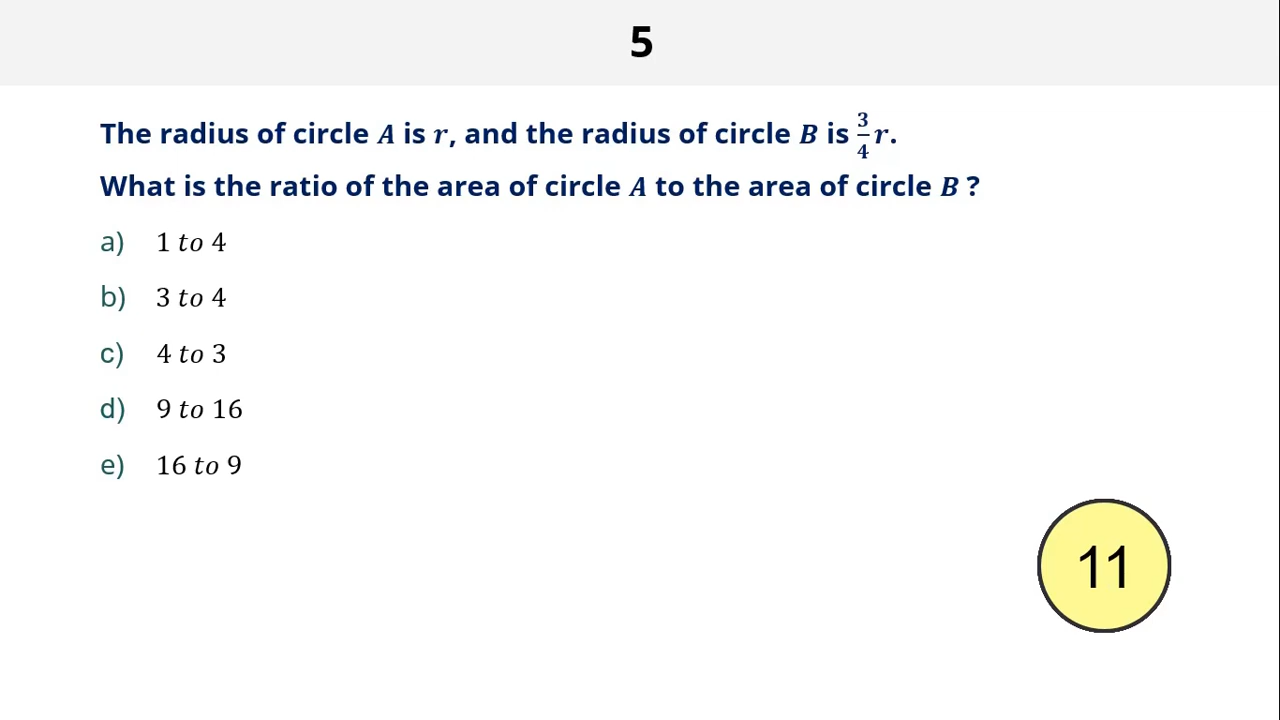 5
The radius of circle A is r, and the radius of circle B is 3/4 r.
What is the ratio of the area of circle A to the area of circle B ?
a) 1 to 4
b) 3 to 4
c) 4 to 3
d) 9 to 16
e) 16 to 9
11